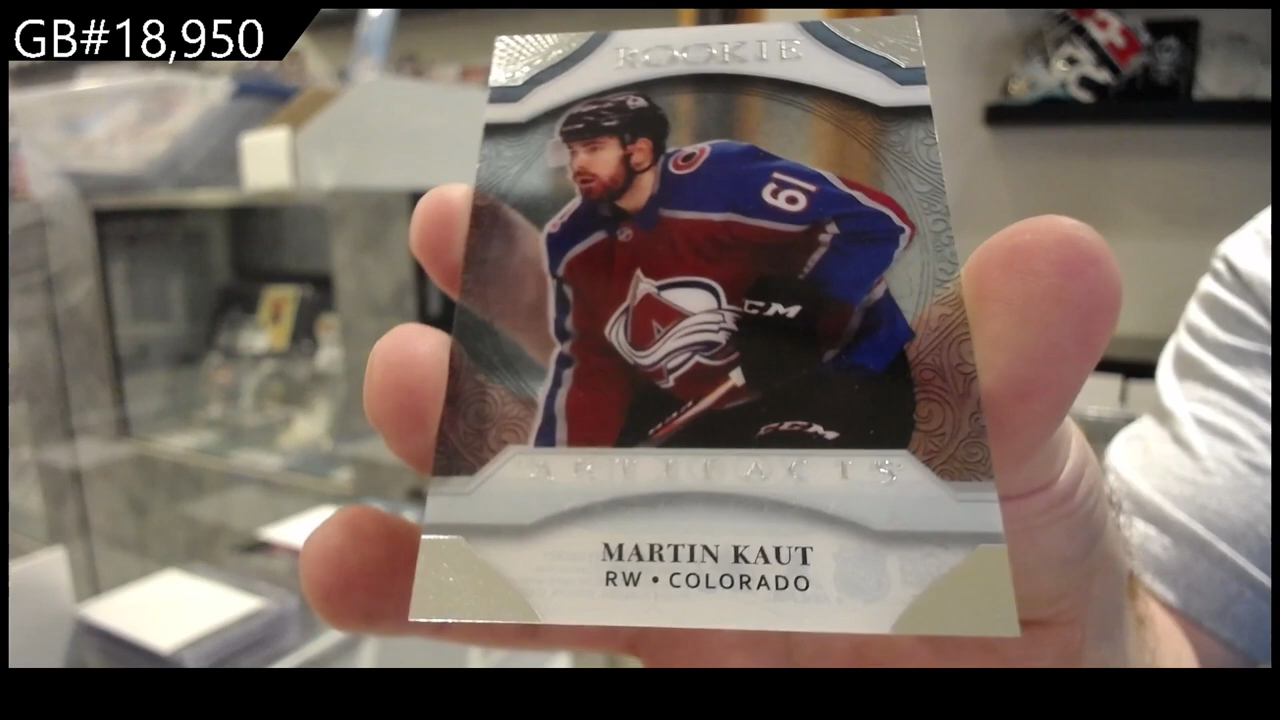 GB#18,950
ROOKIE
61
CCM
CCM
ARTIFACTS
MARTIN KAUT
RW • COLORADO